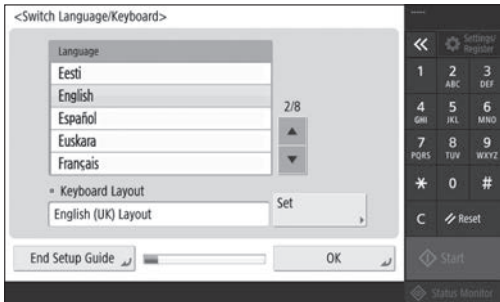 <Switch Language/Keyboard>
Language
Eesti
English
Español
Euskara
Français
2/8
Keyboard Layout
English (UK) Layout
Set
End Setup Guide
OK
Settings/
Register
1 2 3
ABC DEF
4 5 6
GHI JKL MNO
7 8 9
PQRS TUV WXYZ
* 0 #
C Reset
Start
Status Monitor